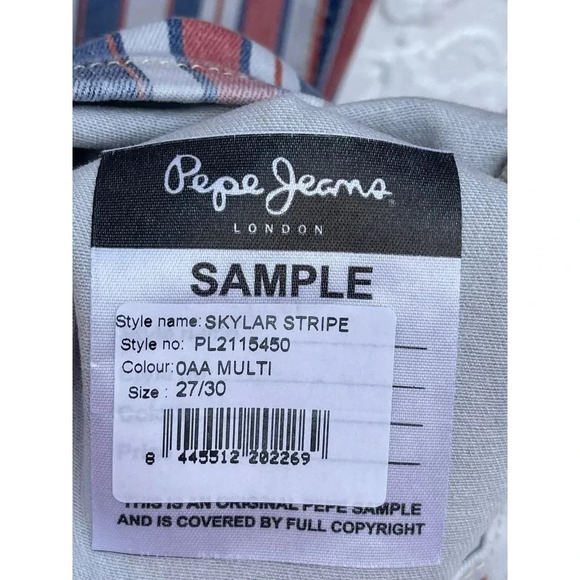 Pepe Jeans
LONDON
SAMPLE
Style name: SKYLAR STRIPE
Style no: PL2115450
Colour: 0AA MULTI
Size : 27/30
8 445512 202269
THIS IS AN ORIGINAL PEPE SAMPLE
AND IS COVERED BY FULL COPYRIGHT